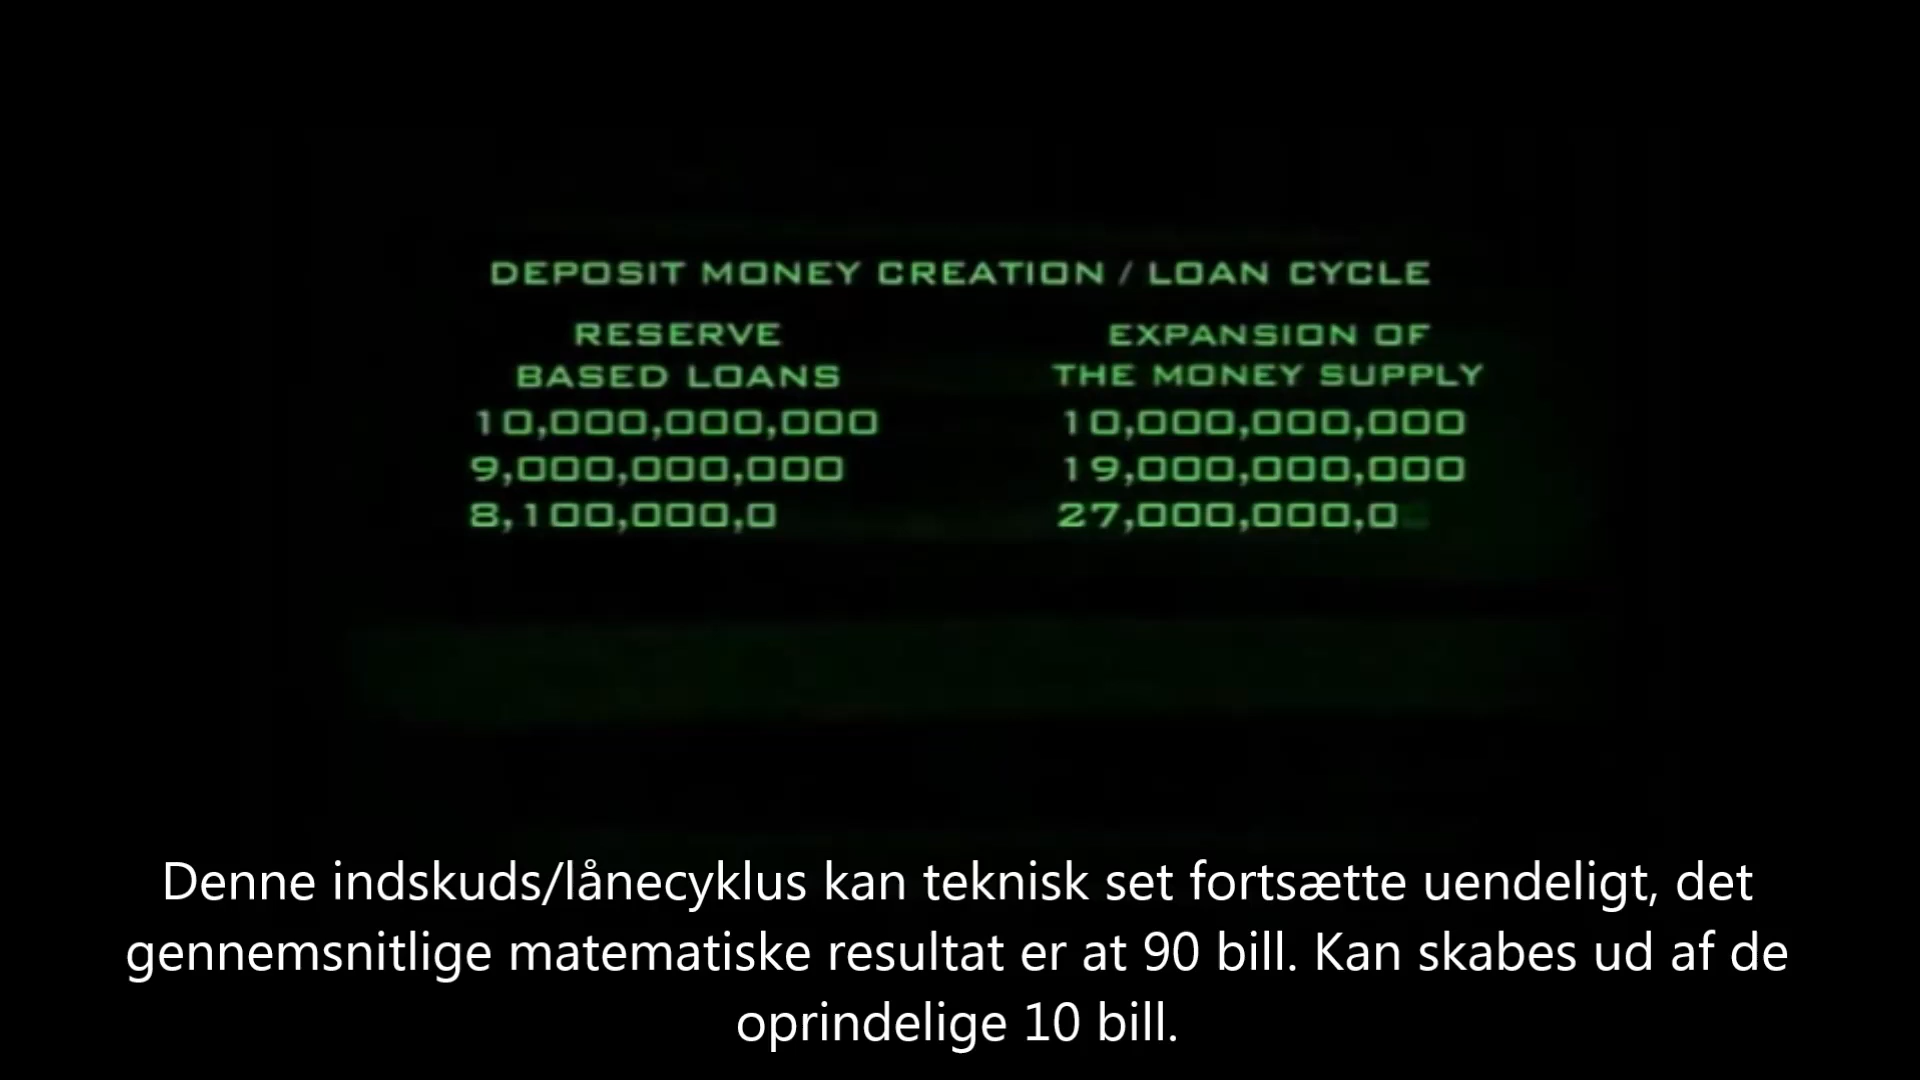 DEPOSIT MONEY CREATION / LOAN CYCLE
RESERVE EXPANSION OF
BASED LOANS THE MONEY SUPPLY
10,000,000,000 10,000,000,000
9,000,000,000 19,000,000,000
8,100,000,0 27,000,000,0
Denne indskuds/lånecyklus kan teknisk set fortsætte uendeligt, det
gennemsnitlige matematiske resultat er at 90 bill. Kan skabes ud af de
oprindelige 10 bill.